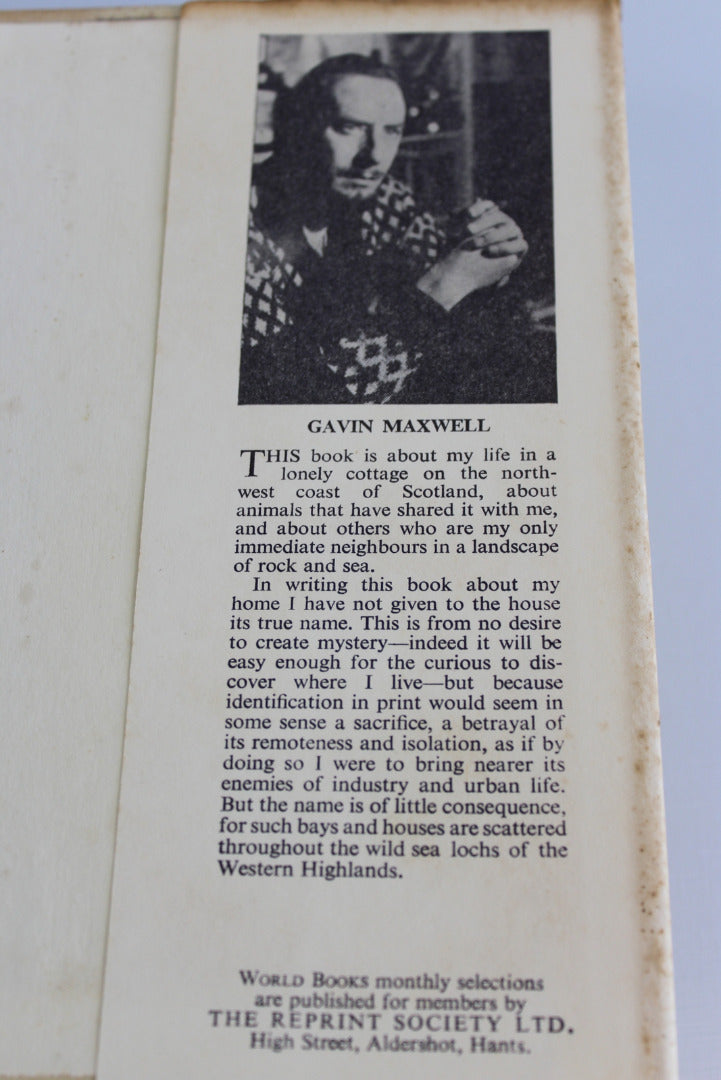 GAVIN MAXWELL
THIS book is about my life in a
lonely cottage on the north-
west coast of Scotland, about
animals that have shared it with me,
and about others who are my only
immediate neighbours in a landscape
of rock and sea.
In writing this book about my
home I have not given to the house
its true name. This is from no desire
to create mystery—indeed it will be
easy enough for the curious to dis-
cover where I live—but because
identification in print would seem in
some sense a sacrifice, a betrayal of
its remoteness and isolation, as if by
doing so I were to bring nearer its
enemies of industry and urban life.
But the name is of little consequence,
for such bays and houses are scattered
throughout the wild sea lochs of the
Western Highlands.
WORLD BOOKS monthly selections
are published for members by
THE REPRINT SOCIETY LTD.
High Street, Aldershot, Hants.